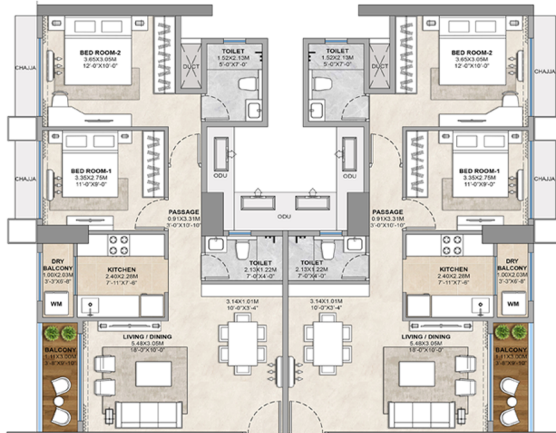 BED ROOM-2
3.65X3.05M
12'-0"X10'-0"
TOILET
1.52X2.13M
5'-0"X7'-0"
DUCT
CHAJJA
BED ROOM-1
3.35X2.75M
11'-0"X9'-0"
CHAJJA
ODU
ODU
PASSAGE
0.91X3.31M
3'-0"X10'-10"
DRY
BALCONY
1.00X2.03M
3'-3"X6'-8"
WM
KITCHEN
2.40X2.28M
7'-11"X7'-6"
TOILET
2.13X1.22M
7'-0"X4'-0"
3.14X1.01M
10'-0"X3'-4"
LIVING / DINING
5.48X3.05M
18'-0"X10'-0"
BALCONY
TOILET
1.52X2.13M
5'-0"X7'-0"
DUCT
BED ROOM-2
3.65X3.05M
12'-0"X10'-0"
CHAJJA
ODU
BED ROOM-1
3.35X2.75M
11'-0"X9'-0"
CHAJJA
PASSAGE
0.91X3.31M
3'-0"X10'-10"
TOILET
2.13X1.22M
7'-0"X4'-0"
KITCHEN
2.40X2.28M
7'-11"X7'-6"
DRY
BALCONY
1.00X2.03M
3'-3"X6'-8"
WM
3.14X1.01M
10'-0"X3'-4"
LIVING / DINING
5.48X3.05M
18'-0"X10'-0"
BALCONY